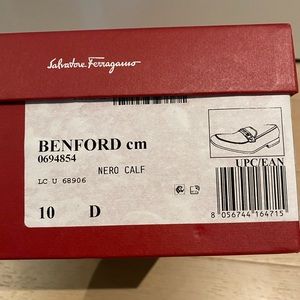 Salvatore Ferragamo
BENFORD cm
0694854
NERO CALF
LC U 68906
UPC/EAN
10 D
8 056744 164715